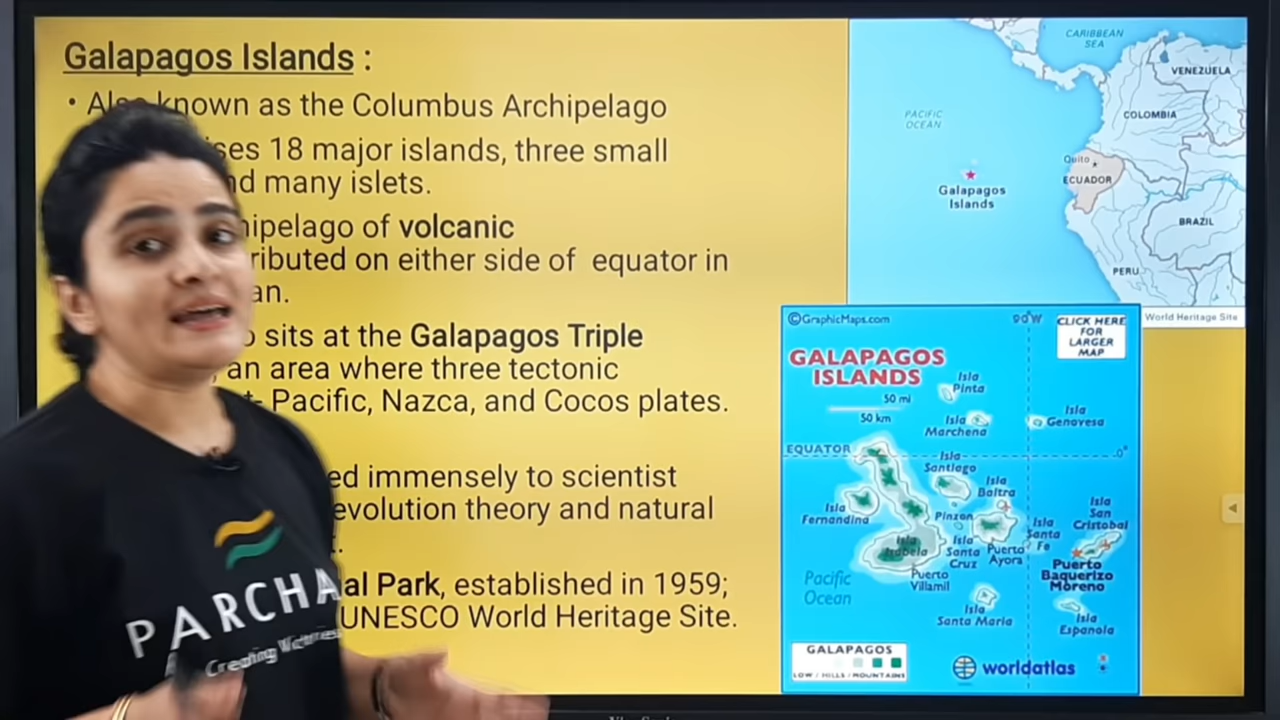 Galapagos Islands :
• Also known as the Columbus Archipelago
ses 18 major islands, three small
nd many islets.
hipelago of volcanic
ributed on either side of equator in
an.
o sits at the Galapagos Triple
, an area where three tectonic
t- Pacific, Nazca, and Cocos plates.
ed immensely to scientist
evolution theory and natural
t.
al Park, established in 1959;
UNESCO World Heritage Site.
PARCHA
Creating
CARIBBEAN
SEA
VENEZUELA
PACIFIC
OCEAN
COLOMBIA
Quito
ECUADOR
Galapagos
Islands
BRAZIL
PERU
World Heritage Site
©GraphicMaps.com
90°W
CLICK HERE
FOR
LARGER
MAP
GALAPAGOS
ISLANDS
50 mi
50 km
Isla
Pinta
Isla
Marchena
Isla
Genovesa
EQUATOR
0°
Isla
Santiago
Isla
Baltra
Isla
Fernandina
Pinzon
Isla
San
Cristobal
Isla
Santa
Fe
Isla
Isabela
Isla
Santa
Cruz
Puerto
Ayora
Puerto
Villamil
Puerto
Baquerizo
Moreno
Pacific
Ocean
Isla
Santa Maria
Isla
Espanola
GALAPAGOS
LOW / HILLS / MOUNTAINS
worldatlas